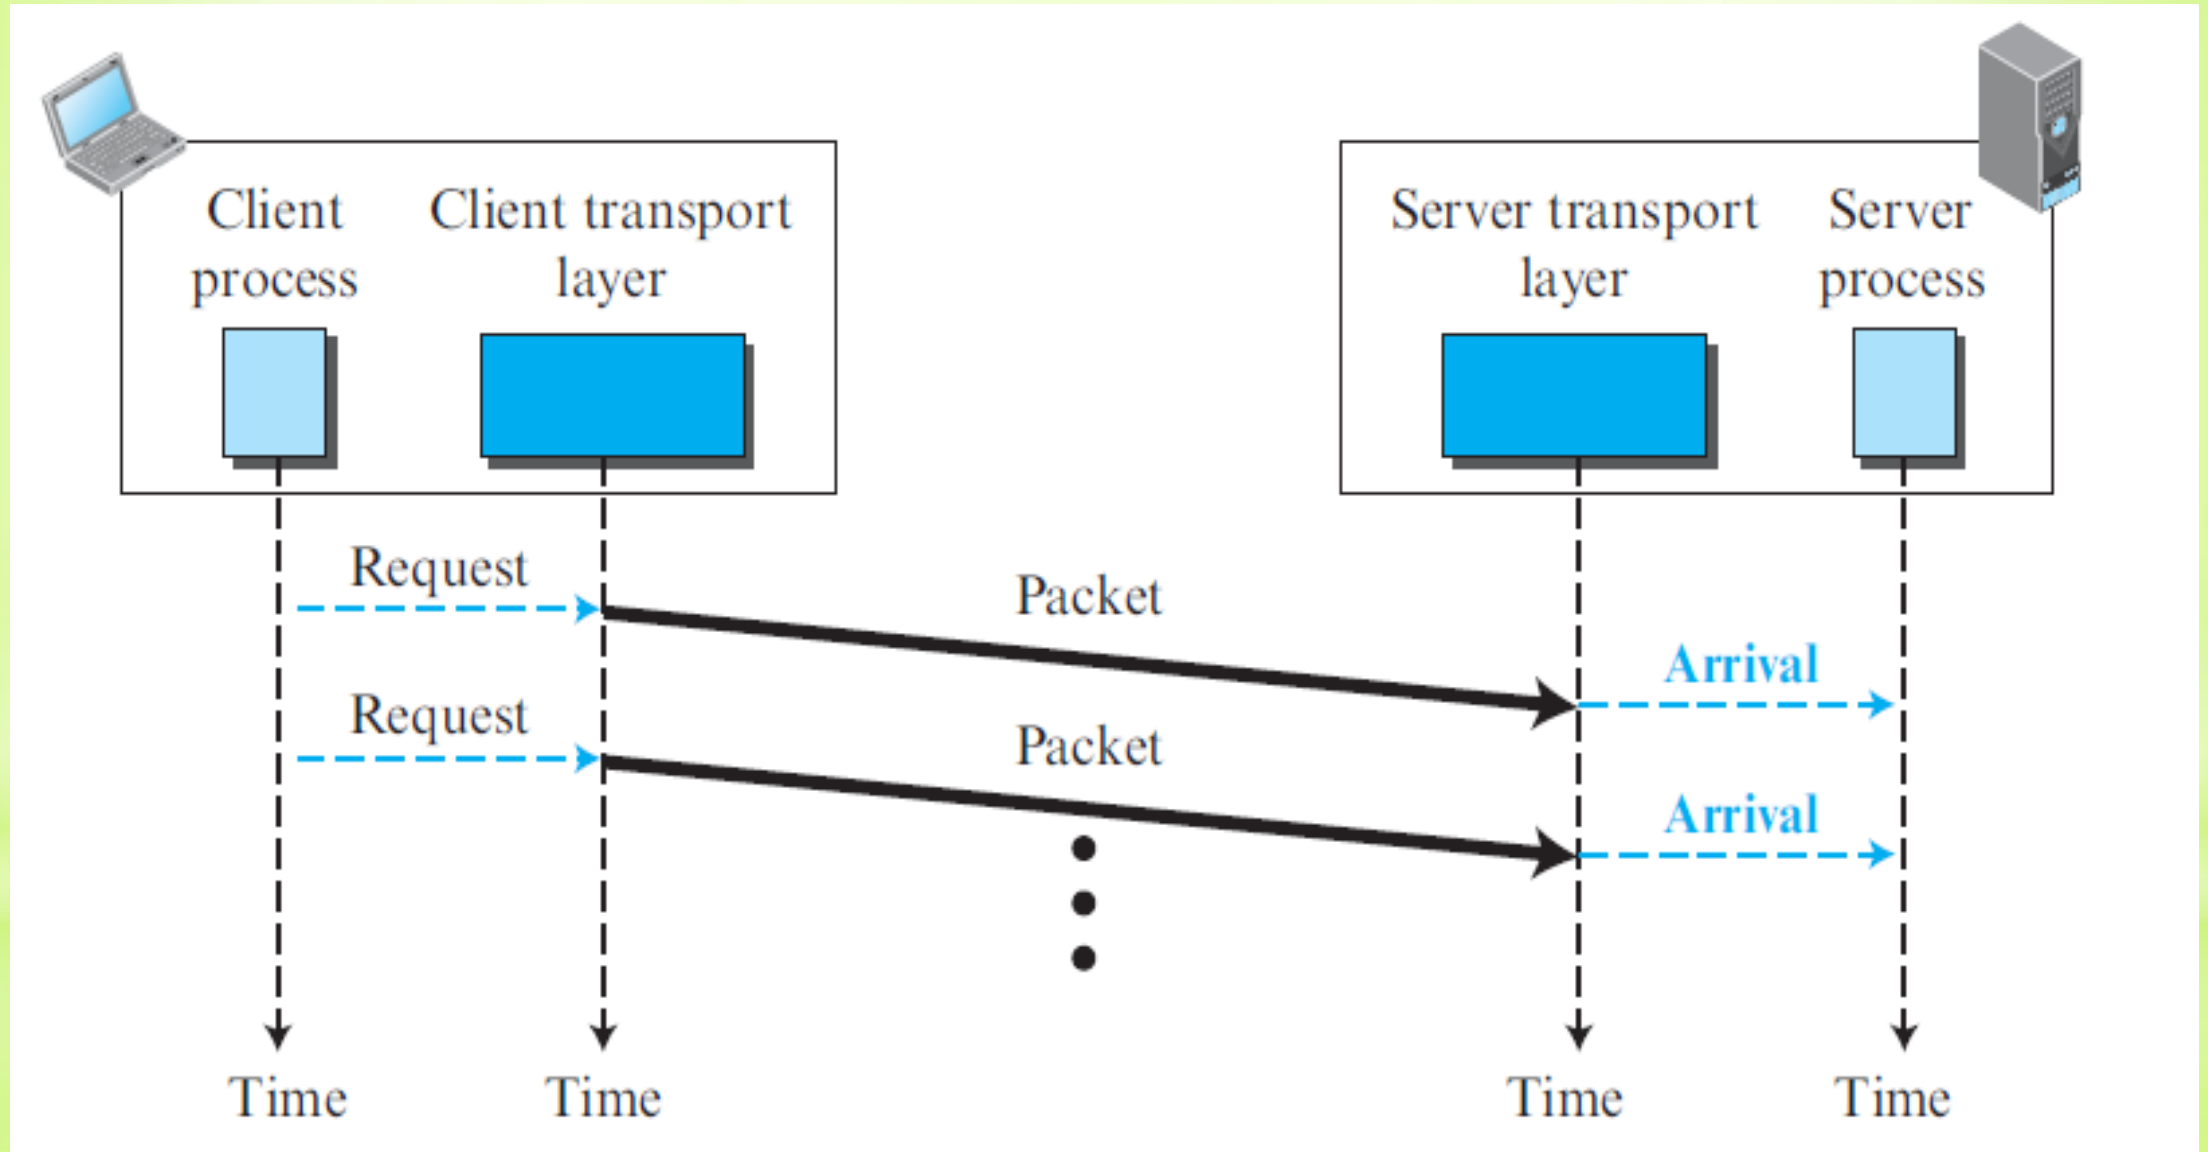 Client process
Client transport layer
Server transport layer
Server process
Request
Packet
Arrival
Request
Packet
Arrival
Time
Time
Time
Time